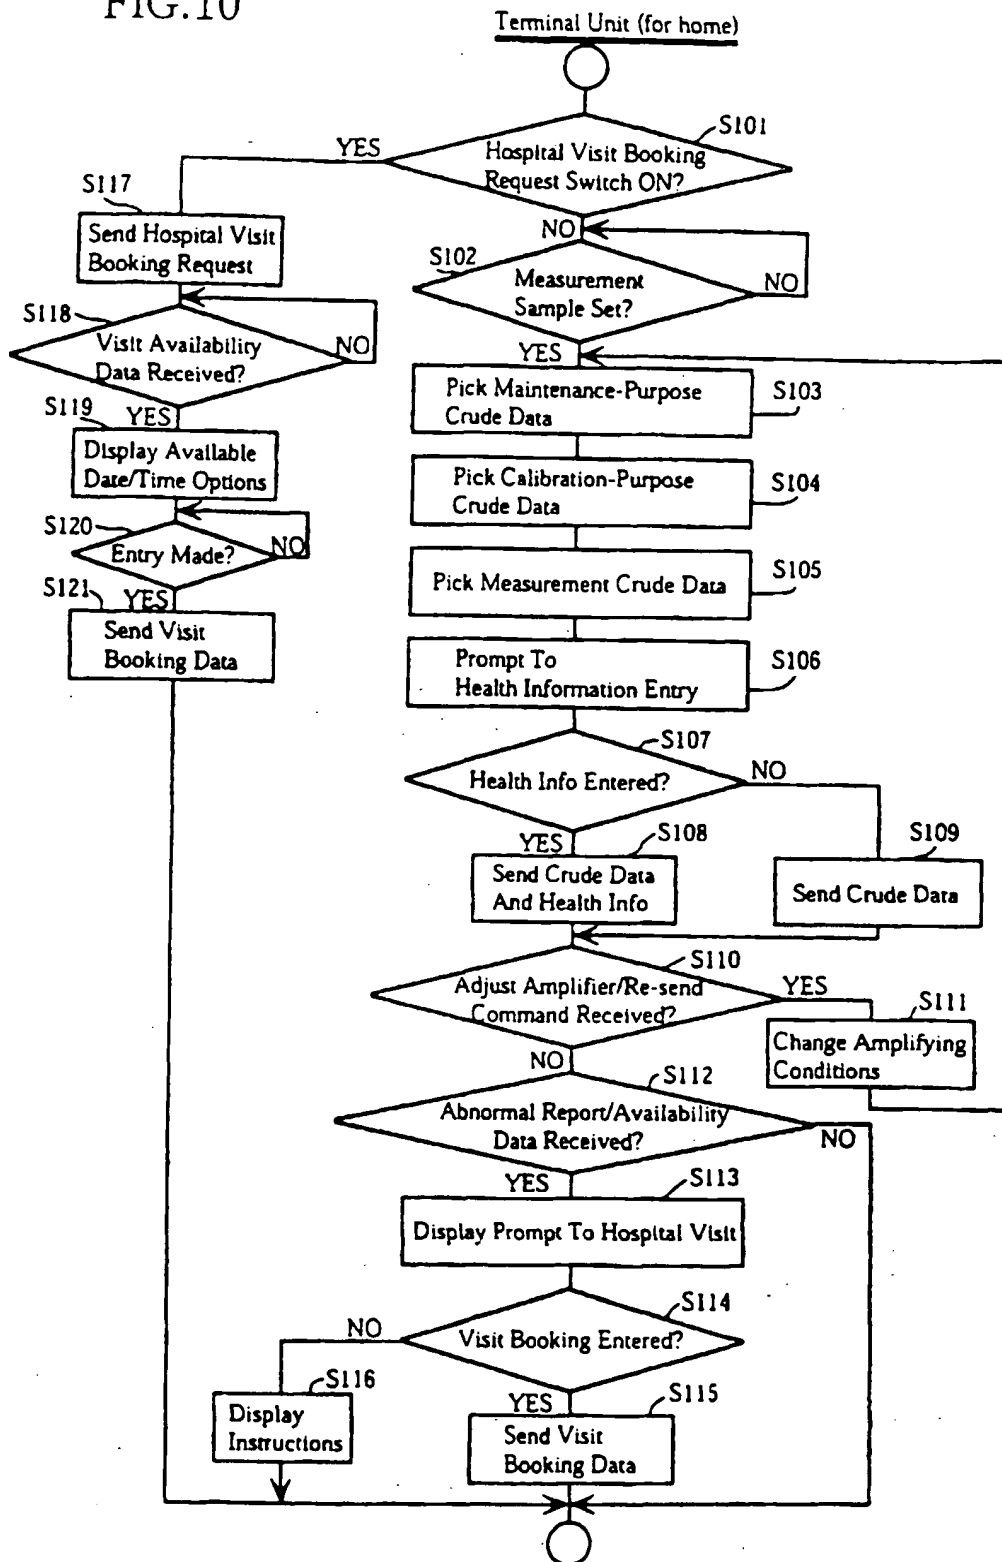 FIG.10
Terminal Unit (for home)
S101
YES
Hospital Visit Booking
Request Switch ON?
S117
Send Hospital Visit
Booking Request
NO
S102
Measurement
Sample Set?
NO
S118
Visit Availability
Data Received?
NO
YES
S103
Pick Maintenance-Purpose
Crude Data
S119
YES
Display Available
Date/Time Options
S104
Pick Calibration-Purpose
Crude Data
S120
Entry Made?
NO
S105
Pick Measurement Crude Data
S121
YES
Send Visit
Booking Data
S106
Prompt To
Health Information Entry
S107
Health Info Entered?
NO
YES
S108
Send Crude Data
And Health Info
S109
Send Crude Data
S110
Adjust Amplifier/Re-send
Command Received?
YES
S111
Change Amplifying
Conditions
NO
S112
Abnormal Report/Availability
Data Received?
NO
YES
S113
Display Prompt To Hospital Visit
S114
NO
Visit Booking Entered?
S116
Display
Instructions
YES
S115
Send Visit
Booking Data